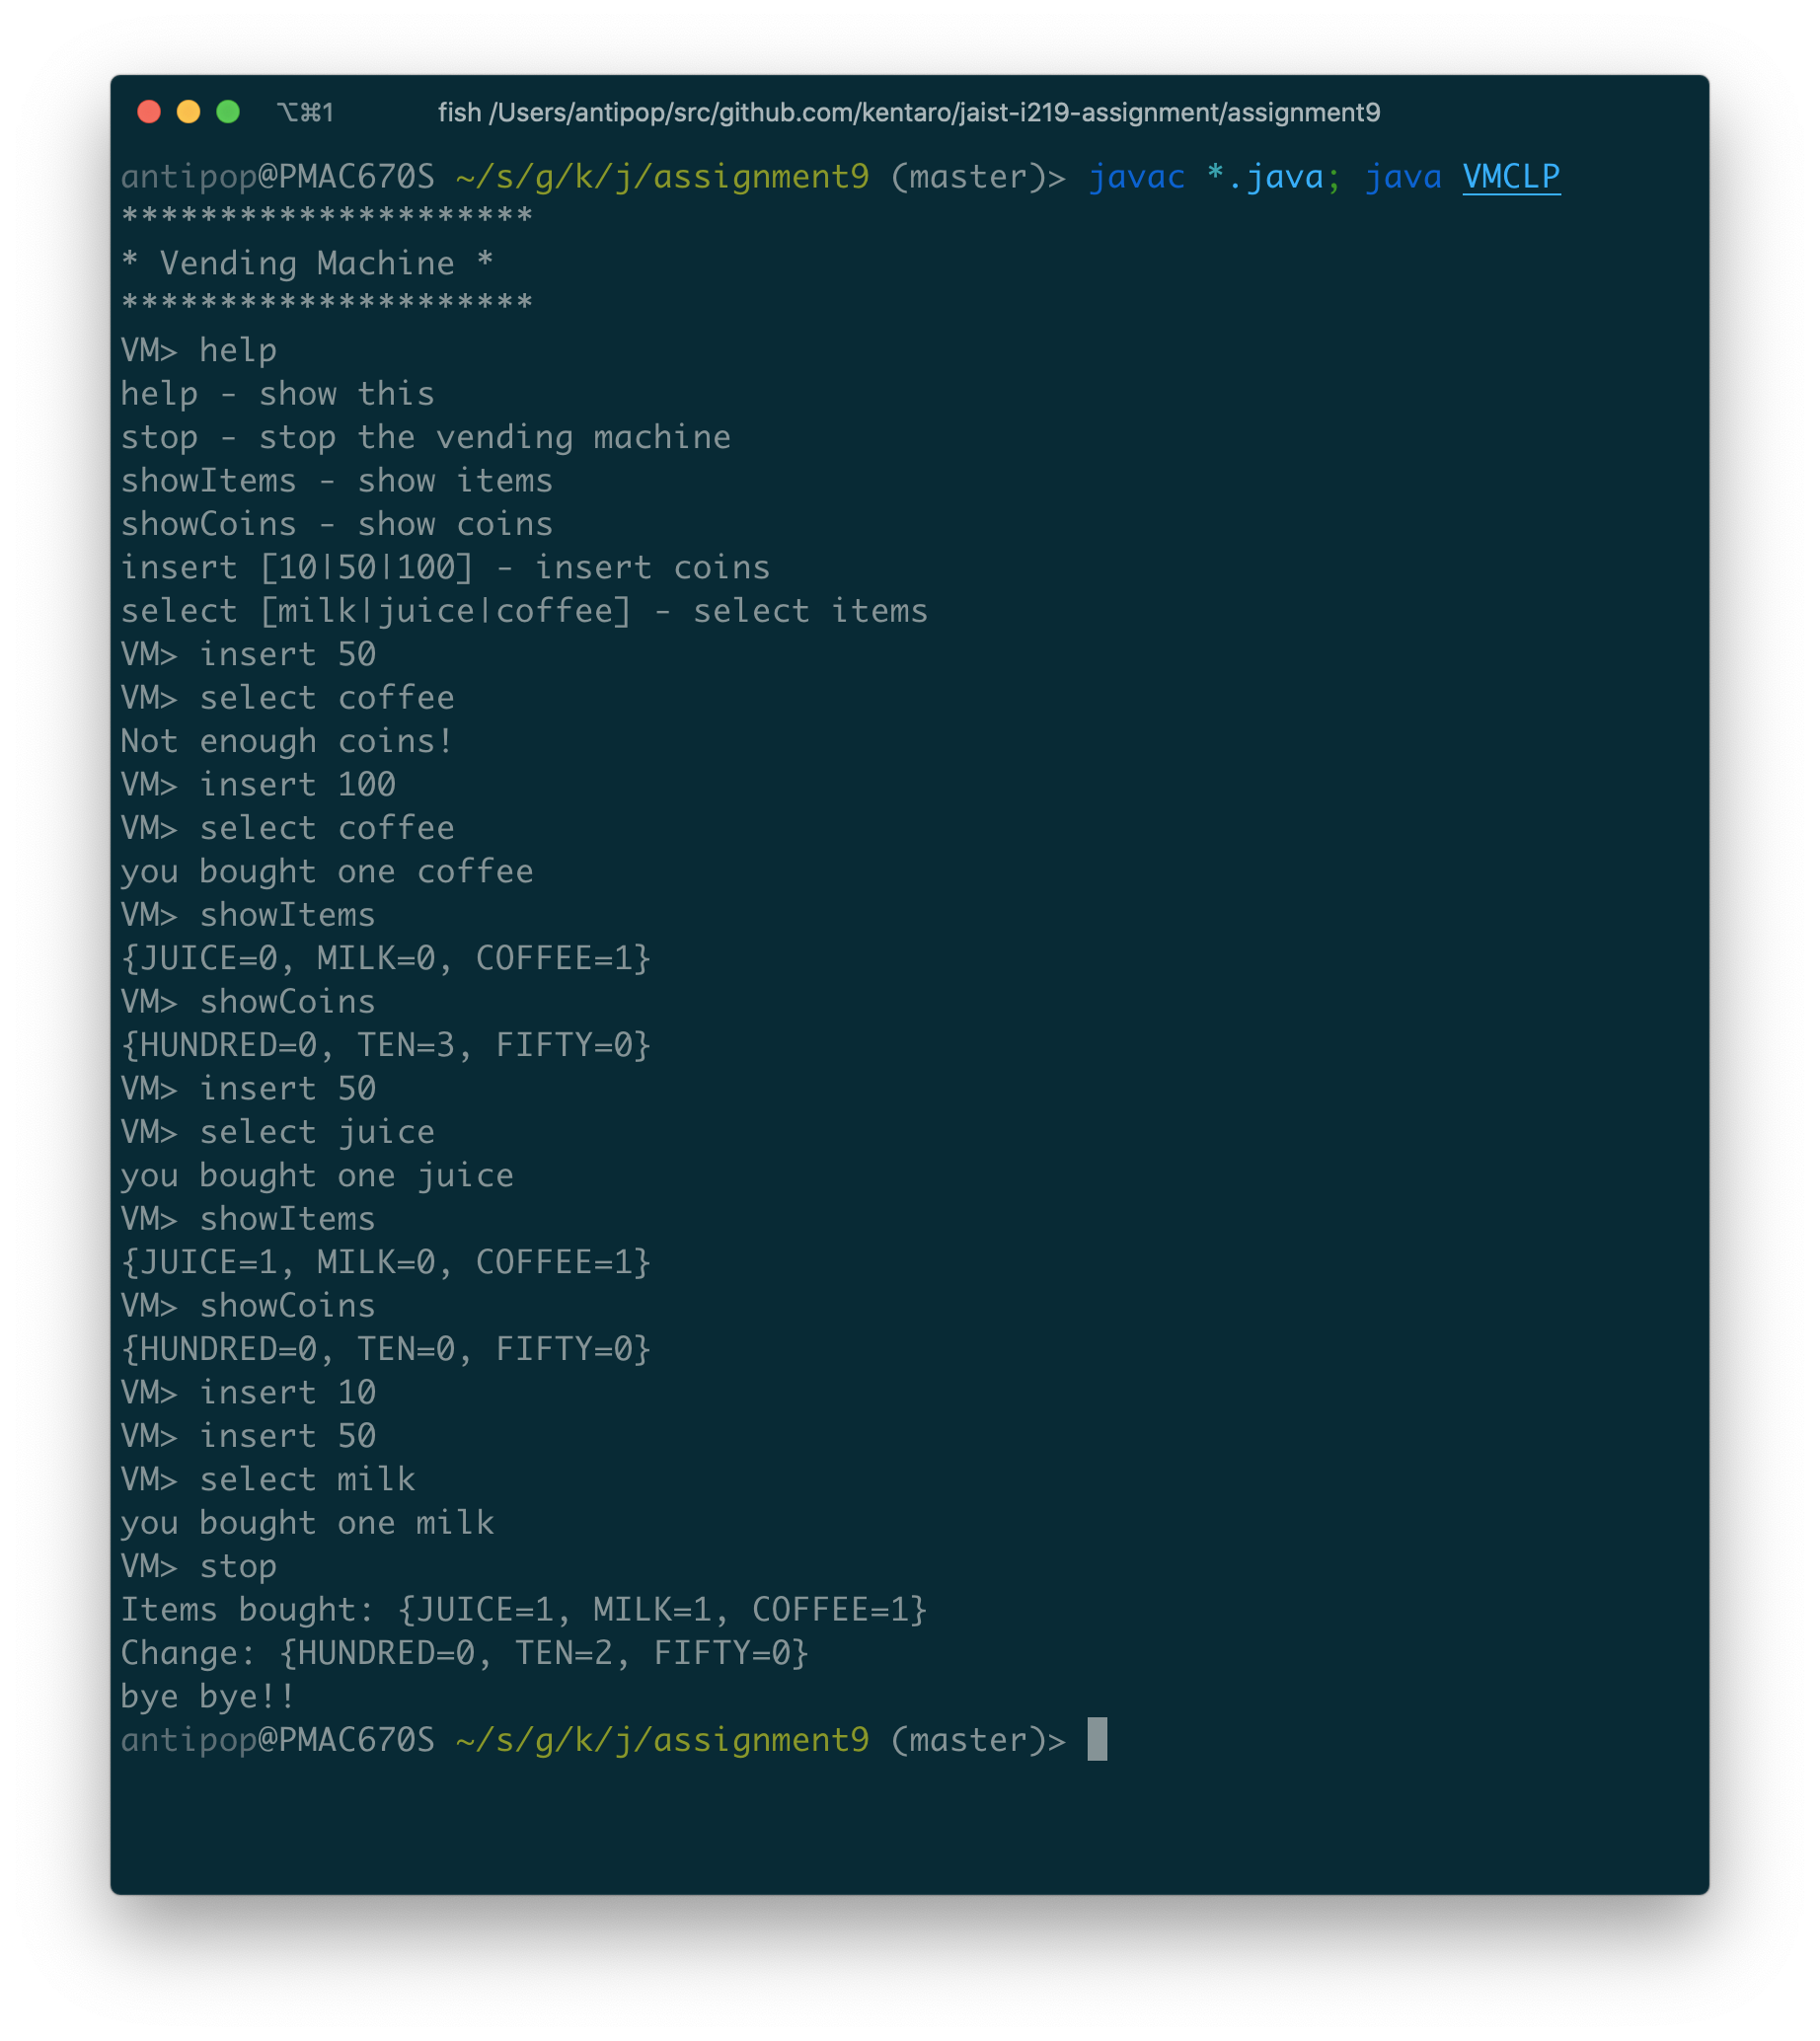 ⌥⌘1 fish /Users/antipop/src/github.com/kentaro/jaist-i219-assignment/assignment9
antipop@PMAC670S ~/s/g/k/j/assignment9 (master)> javac *.java; java VMCLP
*********************
* Vending Machine *
*********************
VM> help
help - show this
stop - stop the vending machine
showItems - show items
showCoins - show coins
insert [10|50|100] - insert coins
select [milk|juice|coffee] - select items
VM> insert 50
VM> select coffee
Not enough coins!
VM> insert 100
VM> select coffee
you bought one coffee
VM> showItems
{JUICE=0, MILK=0, COFFEE=1}
VM> showCoins
{HUNDRED=0, TEN=3, FIFTY=0}
VM> insert 50
VM> select juice
you bought one juice
VM> showItems
{JUICE=1, MILK=0, COFFEE=1}
VM> showCoins
{HUNDRED=0, TEN=0, FIFTY=0}
VM> insert 10
VM> insert 50
VM> select milk
you bought one milk
VM> stop
Items bought: {JUICE=1, MILK=1, COFFEE=1}
Change: {HUNDRED=0, TEN=2, FIFTY=0}
bye bye!!
antipop@PMAC670S ~/s/g/k/j/assignment9 (master)>